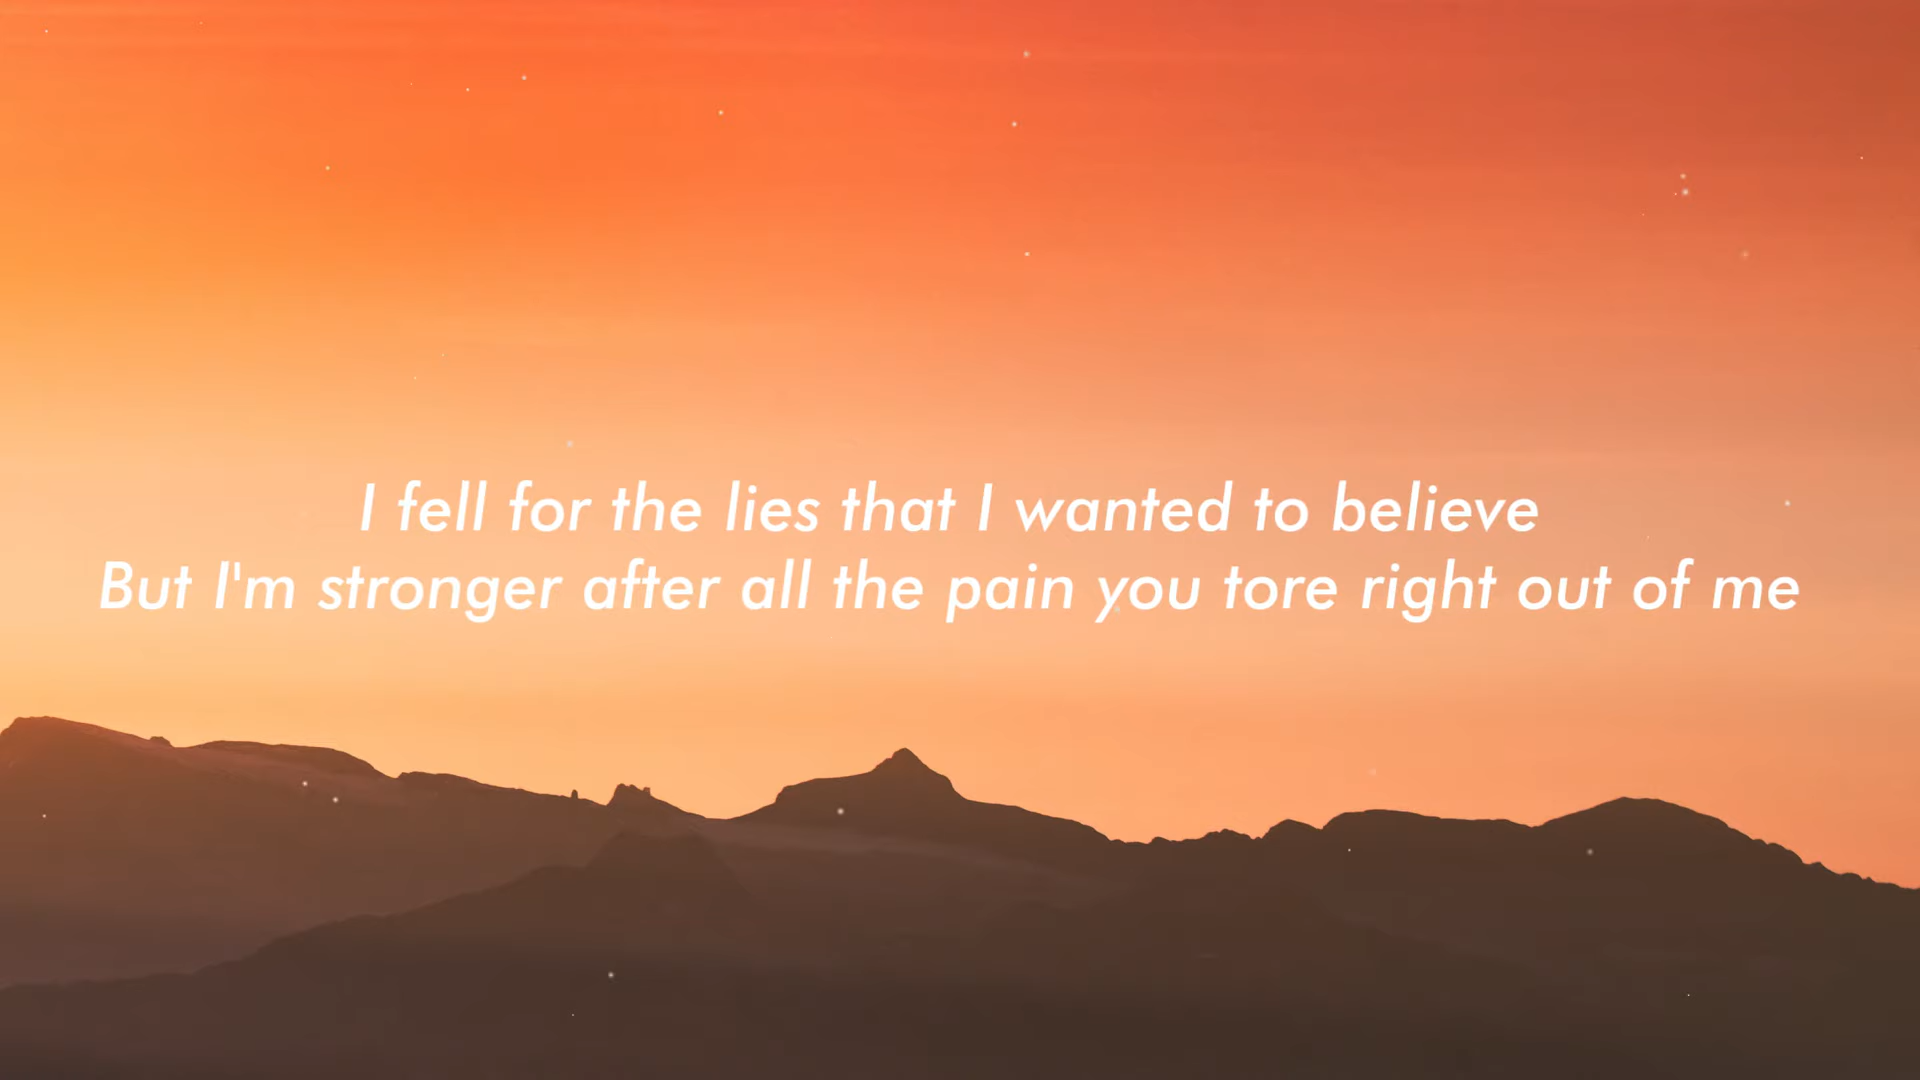 I fell for the lies that I wanted to believe
But I'm stronger after all the pain you tore right out of me